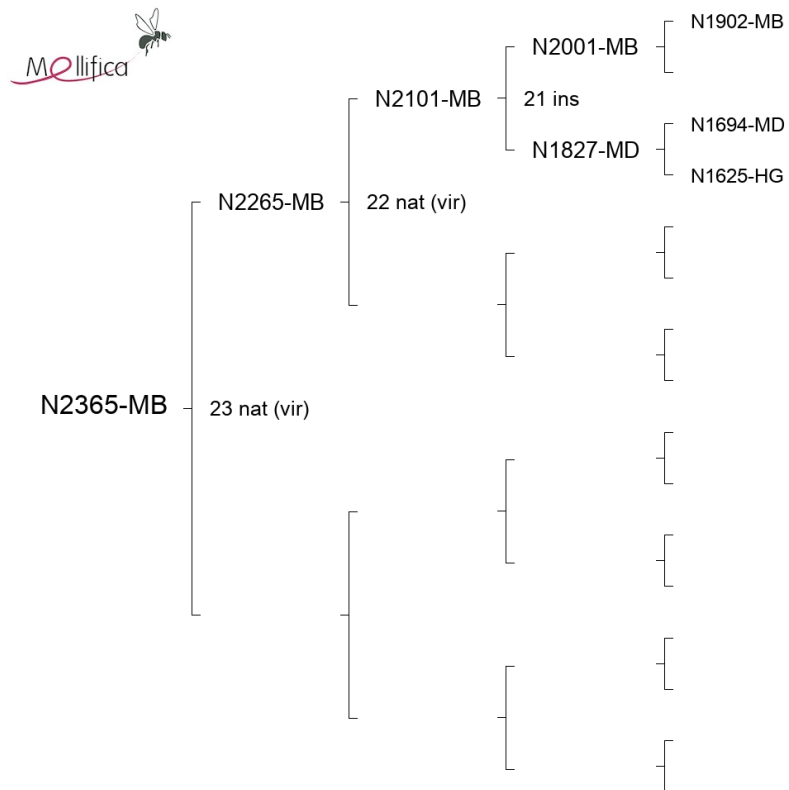 Mellifica
N1902-MB
N2001-MB
N2101-MB
21 ins
N1694-MD
N1827-MD
N1625-HG
N2265-MB
22 nat (vir)
N2365-MB
23 nat (vir)